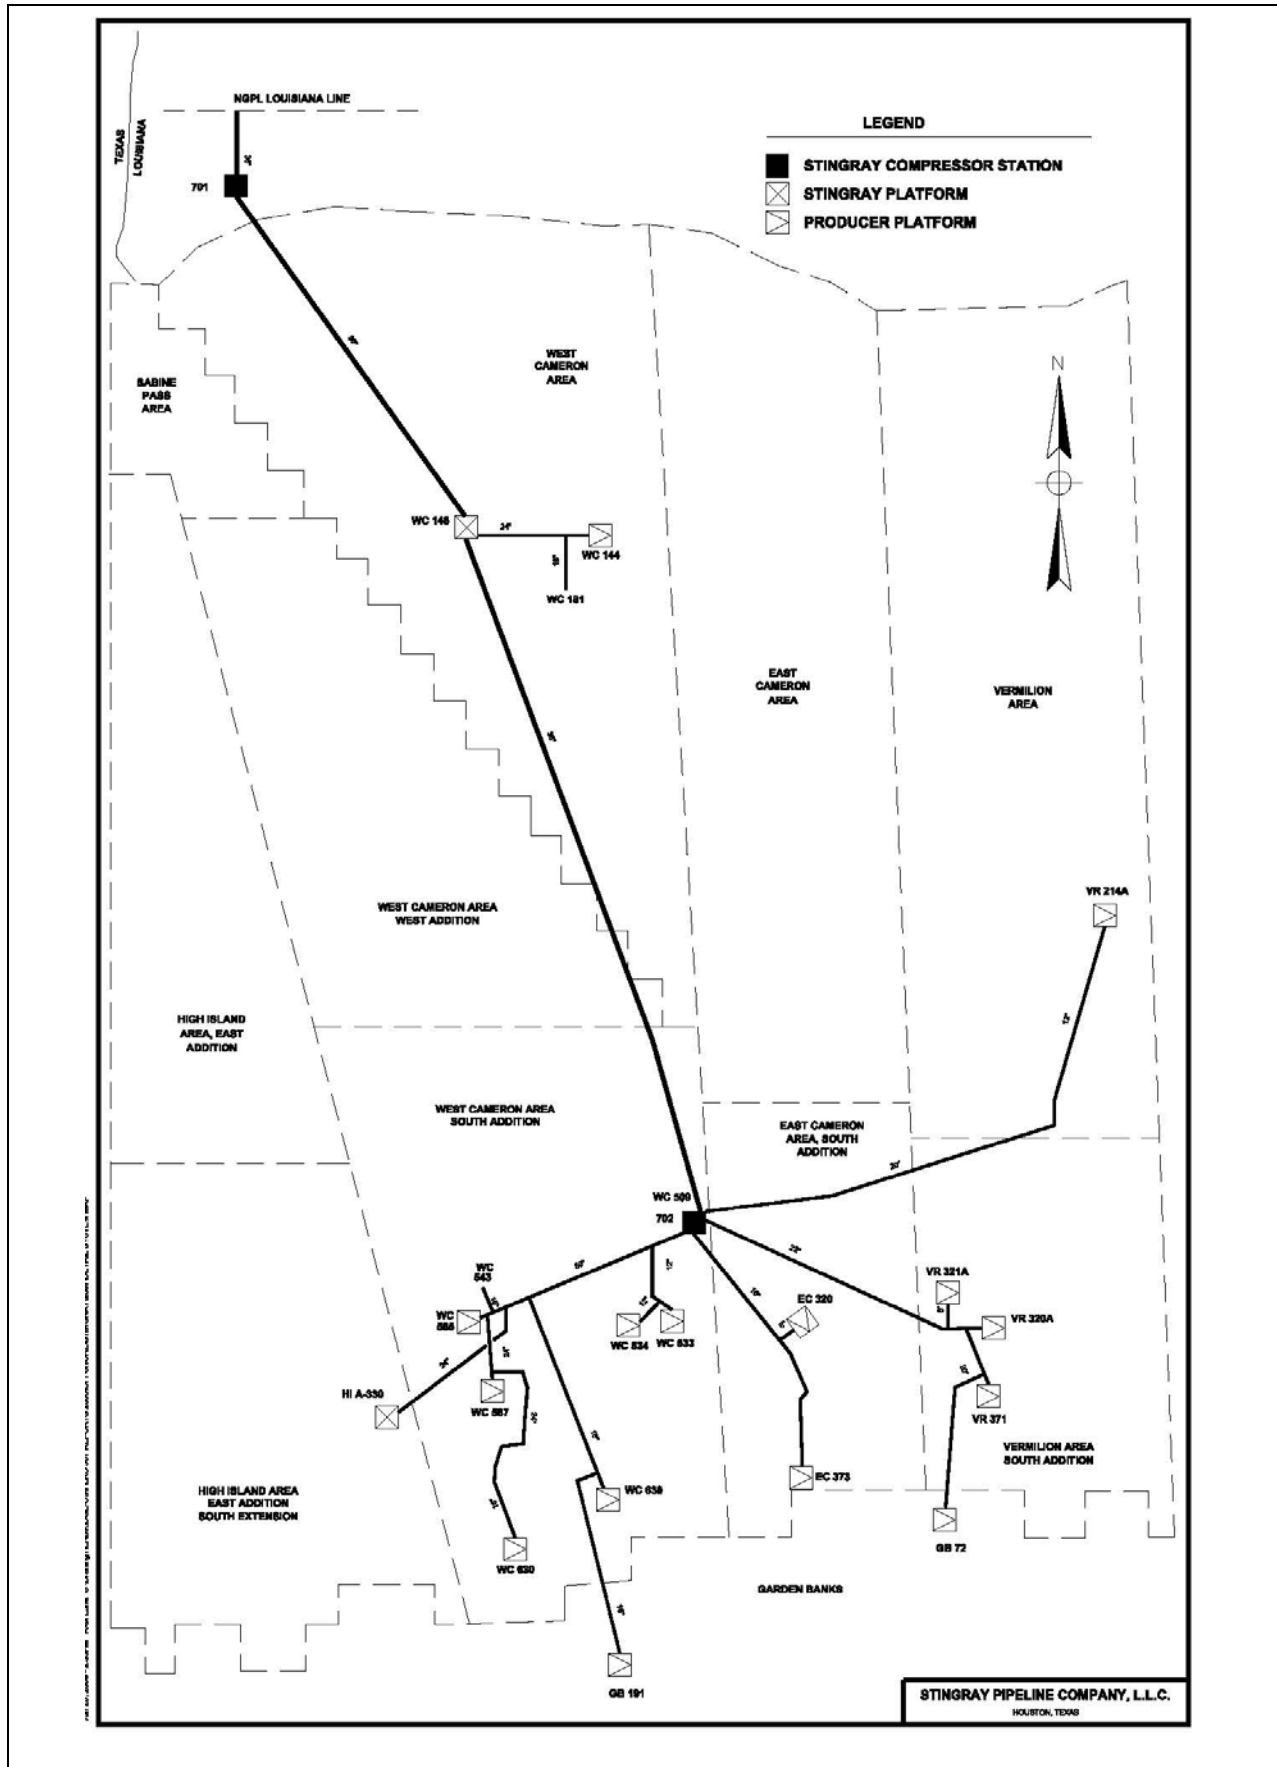 NGPL LOUISIANA LINE
TEXAS
LOUISIANA
701
LEGEND
STINGRAY COMPRESSOR STATION
STINGRAY PLATFORM
PRODUCER PLATFORM
N
SABINE
PASS
AREA
WEST
CAMERON
AREA
24"
WC 144
WC 181
EAST
CAMERON
AREA
VERMILION
AREA
VR 214A
12"
WEST CAMERON AREA
WEST ADDITION
HIGH ISLAND
AREA, EAST
ADDITION
WEST CAMERON AREA
SOUTH ADDITION
EAST CAMERON
AREA, SOUTH
ADDITION
20"
WC 509
702
WC
543
WC
565
12"
WC 534
WC 533
EC 320
VR 321A
VR 320A
HI A-330
WC 587
VR 371
VERMILION AREA
SOUTH ADDITION
EC 373
WC 639
HIGH ISLAND AREA
EAST ADDITION
SOUTH EXTENSION
WC 630
GB 72
GARDEN BANKS
16"
GB 191
STINGRAY PIPELINE COMPANY, L.L.C.
HOUSTON, TEXAS